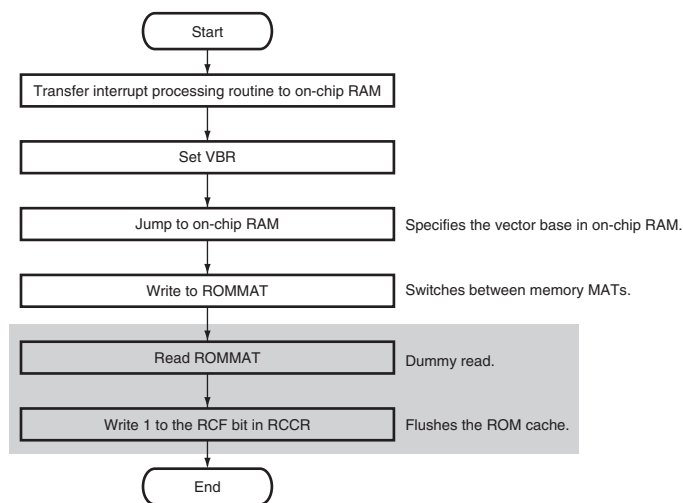 Start
Transfer interrupt processing routine to on-chip RAM
Set VBR
Jump to on-chip RAM
Specifies the vector base in on-chip RAM.
Write to ROMMAT
Switches between memory MATs.
Read ROMMAT
Dummy read.
Write 1 to the RCF bit in RCCR
Flushes the ROM cache.
End